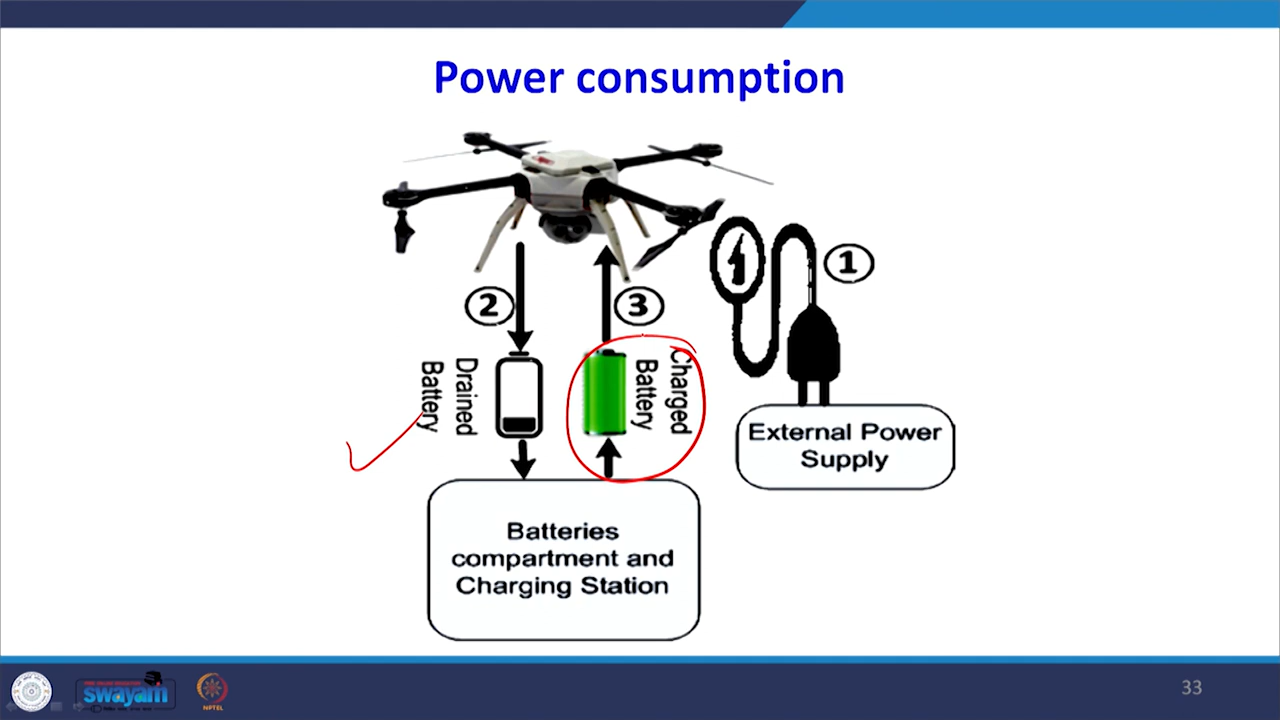 Power consumption
1
2
3
Drained
Battery
Charged
Battery
External Power
Supply
Batteries
compartment and
Charging Station
swayam
NPTEL
33